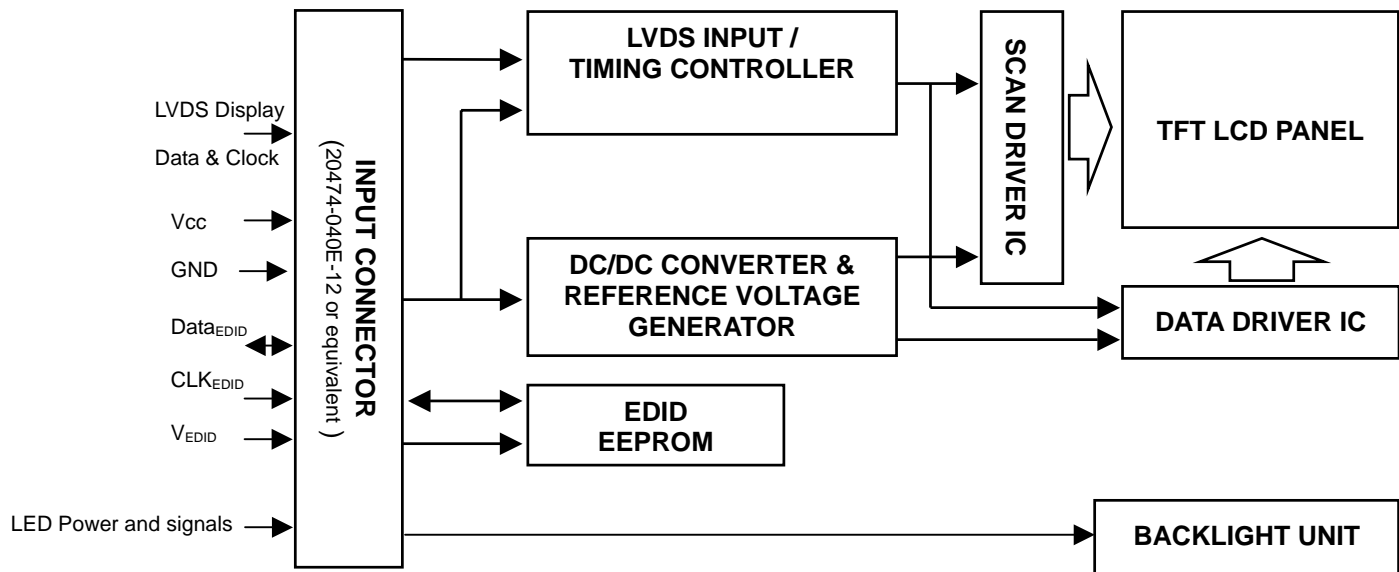 LVDS Display
Data & Clock
Vcc
GND
DataEDID
CLKEDID
VEDID
LED Power and signals
INPUT CONNECTOR
(20474-040E-12 or equivalent )
LVDS INPUT /
TIMING CONTROLLER
DC/DC CONVERTER &
REFERENCE VOLTAGE
GENERATOR
EDID
EEPROM
SCAN DRIVER IC
TFT LCD PANEL
DATA DRIVER IC
BACKLIGHT UNIT